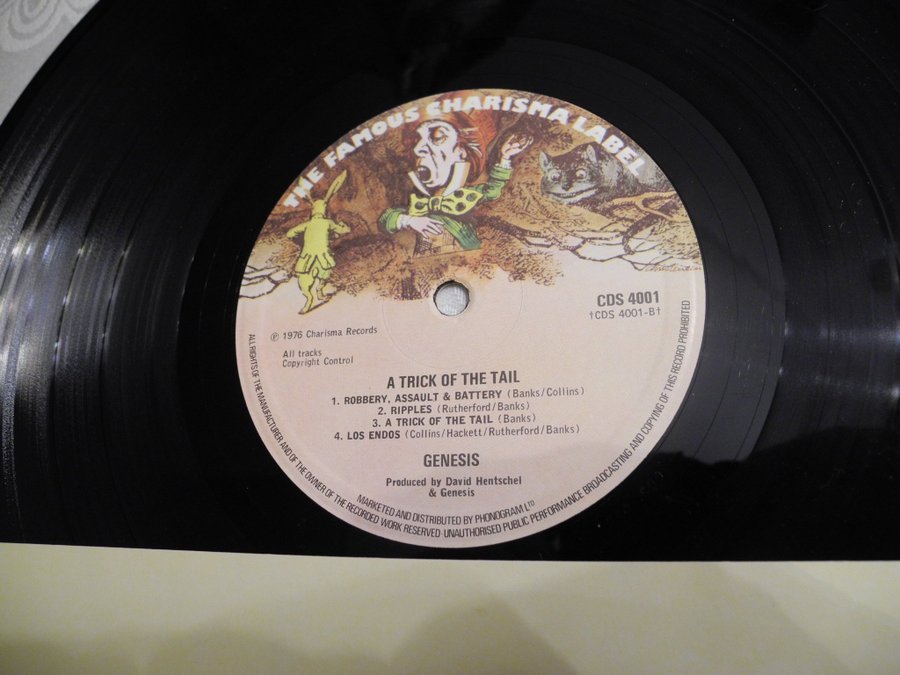 THE FAMOUS CHARISMA LABEL
CDS 4001
†CDS 4001-B†
Ⓟ 1976 Charisma Records
All tracks
Copyright Control
A TRICK OF THE TAIL
1. ROBBERY, ASSAULT & BATTERY (Banks/Collins)
2. RIPPLES (Rutherford/Banks)
3. A TRICK OF THE TAIL (Banks)
4. LOS ENDOS (Collins/Hackett/Rutherford/Banks)
GENESIS
Produced by David Hentschel
& Genesis
MARKETED AND DISTRIBUTED BY PHONOGRAM LTD
ALL RIGHTS OF THE MANUFACTURER AND OF THE OWNER OF THE RECORDED WORK RESERVED·UNAUTHORISED PUBLIC PERFORMANCE BROADCASTING AND COPYING OF THIS RECORD PROHIBITED